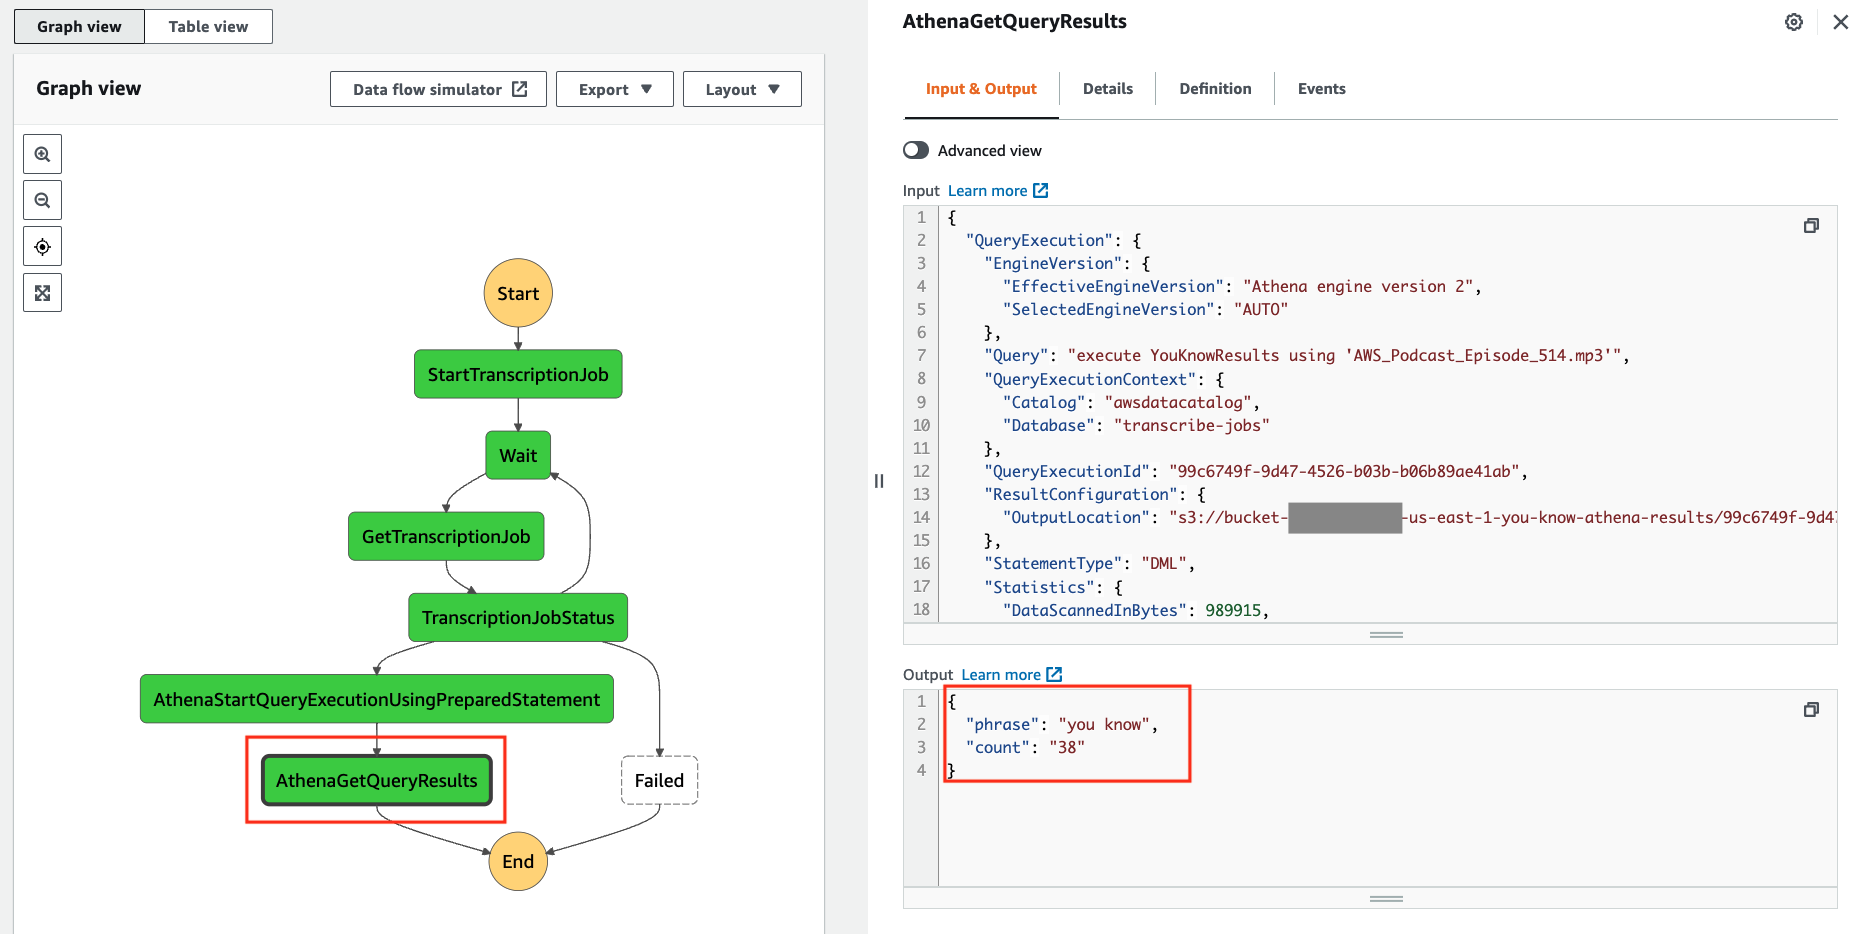 Graph view
Table view
Graph view
Data flow simulator
Export
Layout
Start
StartTranscriptionJob
Wait
GetTranscriptionJob
TranscriptionJobStatus
AthenaStartQueryExecutionUsingPreparedStatement
AthenaGetQueryResults
Failed
End
AthenaGetQueryResults
Input & Output
Details
Definition
Events
Advanced view
Input Learn more
1 {
2 "QueryExecution": {
3 "EngineVersion": {
4 "EffectiveEngineVersion": "Athena engine version 2",
5 "SelectedEngineVersion": "AUTO"
6 },
7 "Query": "execute YouKnowResults using 'AWS_Podcast_Episode_514.mp3'",
8 "QueryExecutionContext": {
9 "Catalog": "awsdatacatalog",
10 "Database": "transcribe-jobs"
11 },
12 "QueryExecutionId": "99c6749f-9d47-4526-b03b-b06b89ae41ab",
13 "ResultConfiguration": {
14 "OutputLocation": "s3://bucket- -us-east-1-you-know-athena-results/99c6749f-9d47
15 },
16 "StatementType": "DML",
17 "Statistics": {
18 "DataScannedInBytes": 989915,
Output Learn more
1 {
2 "phrase": "you know",
3 "count": "38"
4 }